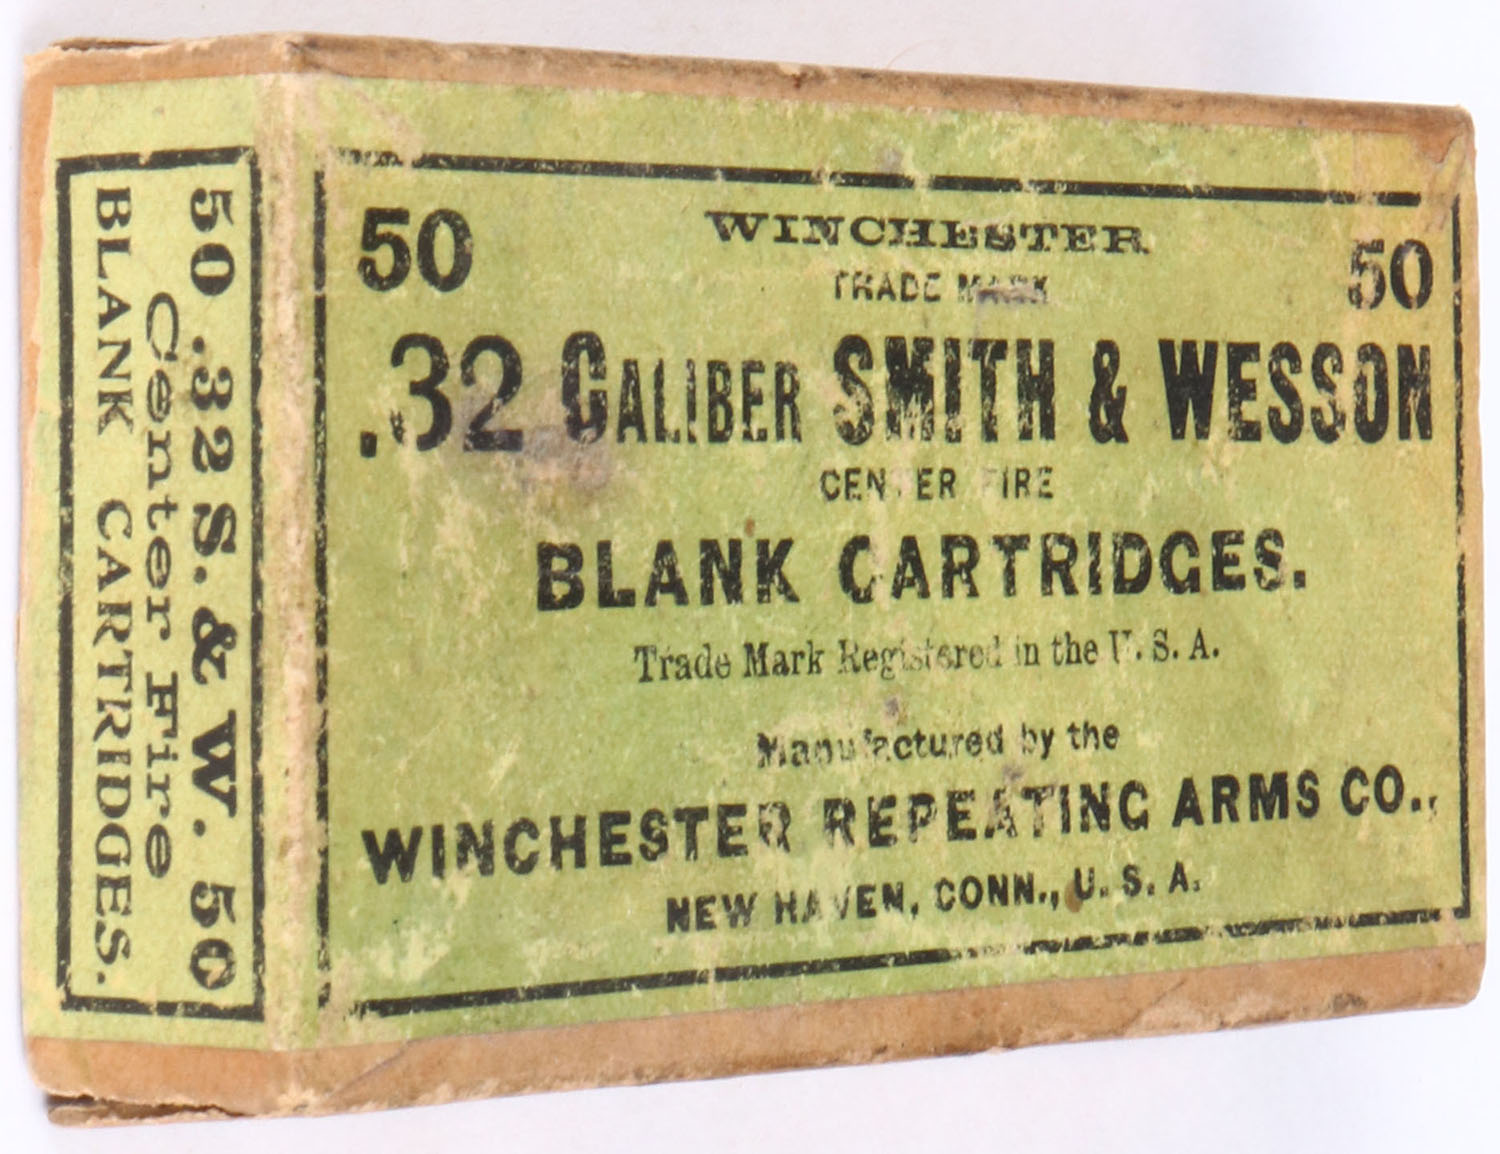 50 .32 S. & W. 50
Center Fire
BLANK CARTRIDGES.
50 WINCHESTER 50
TRADE MARK
.32 CALIBER SMITH & WESSON
CENTER FIRE
BLANK CARTRIDGES.
Trade Mark Registered in the U. S. A.
Manufactured by the
WINCHESTER REPEATING ARMS CO.,
NEW HAVEN, CONN., U. S. A.